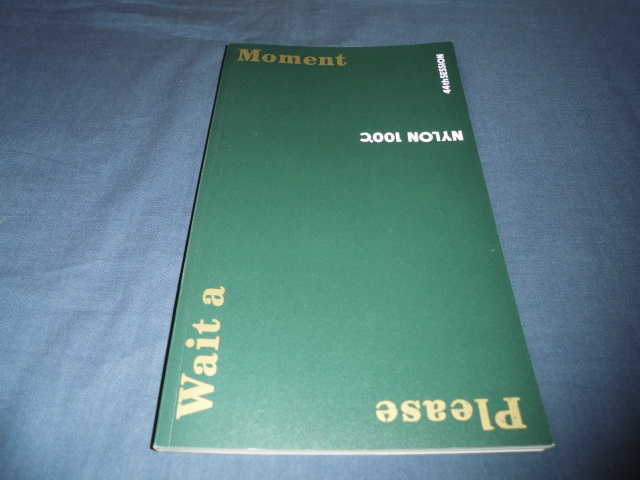 Please
Wait a
Moment
44th SESSION
NYLON 100℃